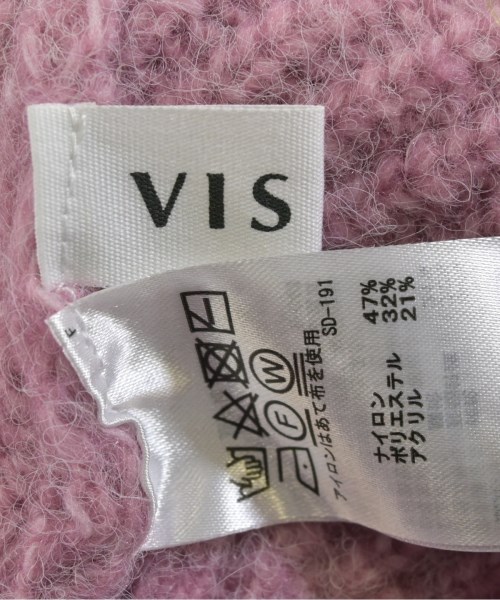 VIS
F
F
W
アイロンはあて布を使用
SD-191
ナイロン 47%
ポリエステル 32%
アクリル 21%